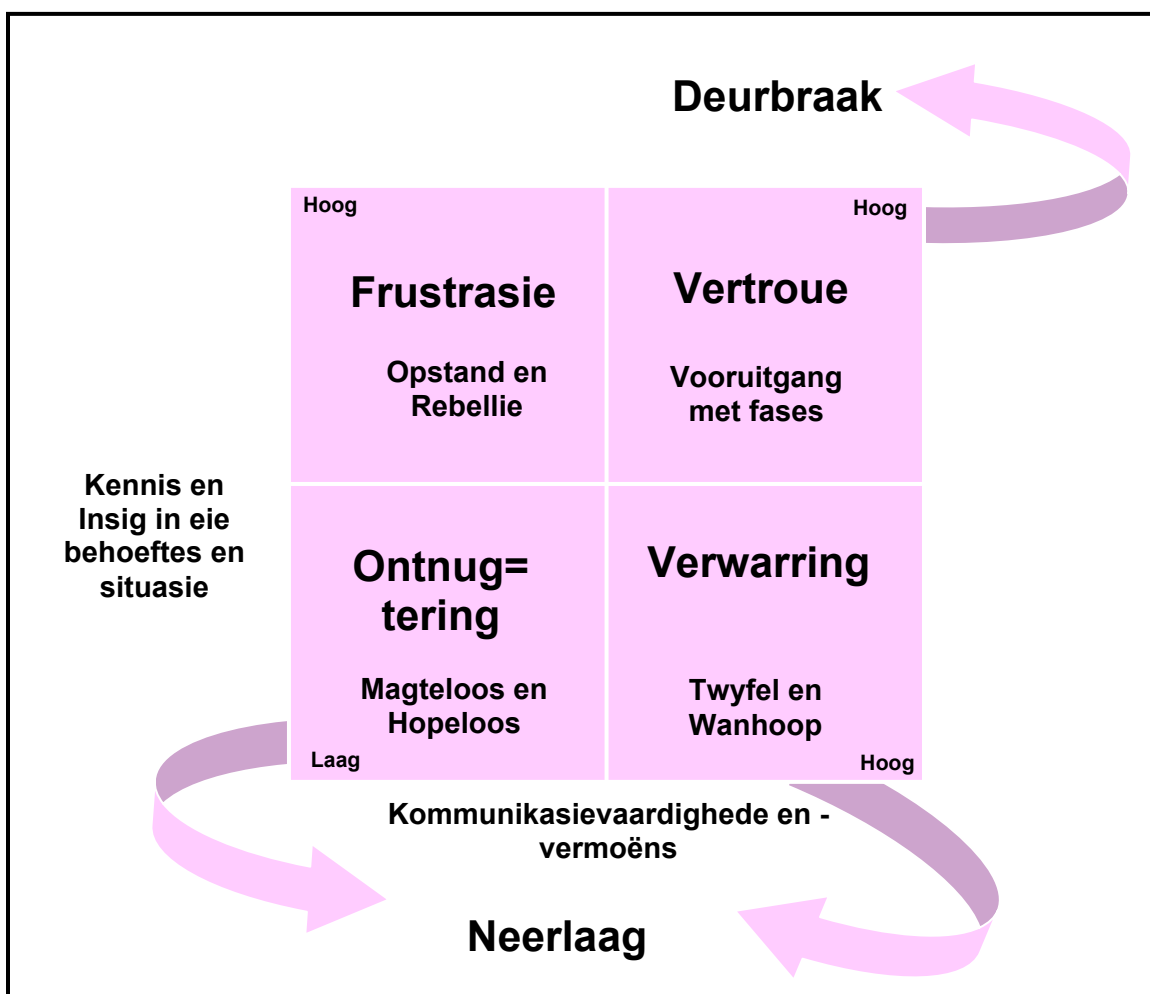 Deurbraak
Hoog
Hoog
Frustrasie
Vertroue
Opstand en
Rebellie
Vooruitgang
met fases
Kennis en
Insig in eie
behoeftes en
situasie
Ontnug=
tering
Verwarring
Magteloos en
Hopeloos
Twyfel en
Wanhoop
Laag
Hoog
Kommunikasievaardighede en -
vermoëns
Neerlaag